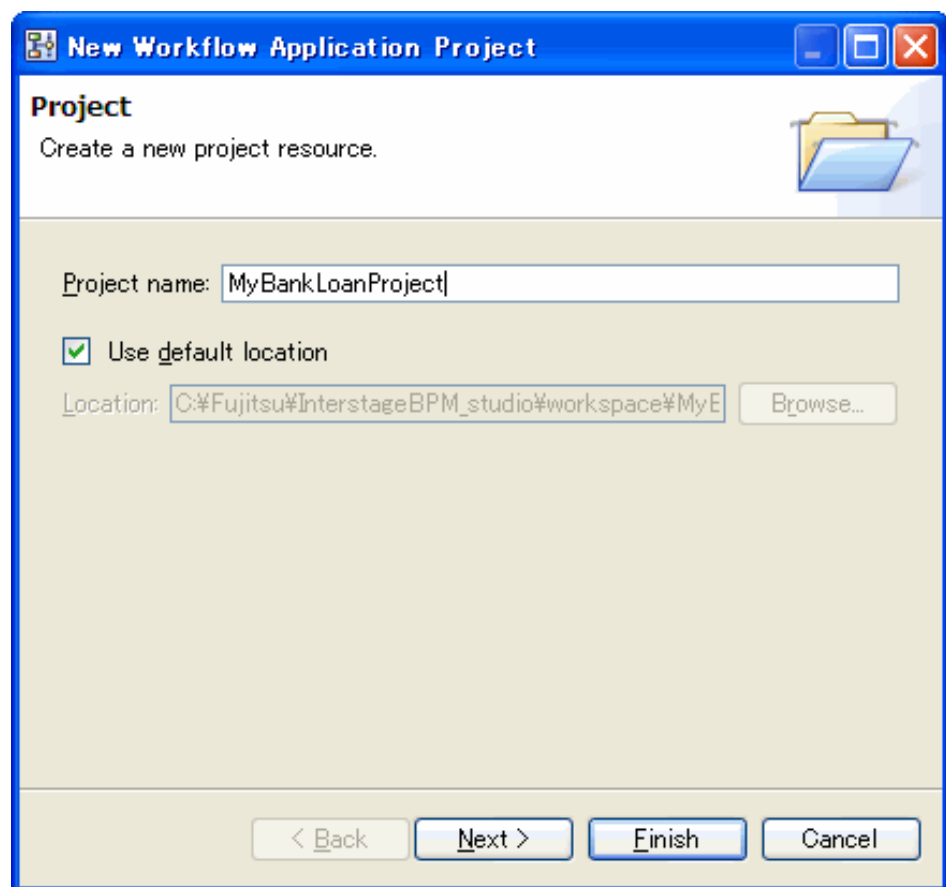 New Workflow Application Project
Project
Create a new project resource.
Project name: MyBankLoanProject
Use default location
Location: C:¥Fujitsu¥InterstageBPM_studio¥workspace¥MyE Browse...
< Back Next > Finish Cancel